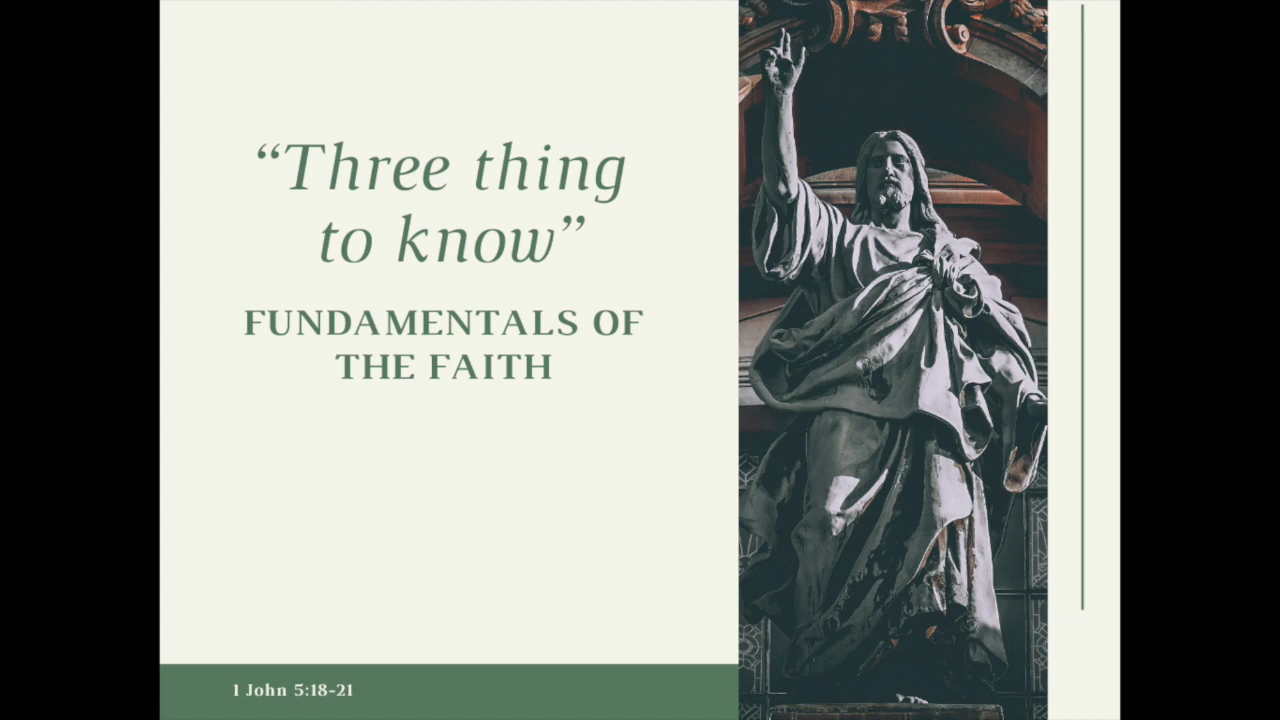 “Three thing
to know”
FUNDAMENTALS OF
THE FAITH
1 John 5:18-21